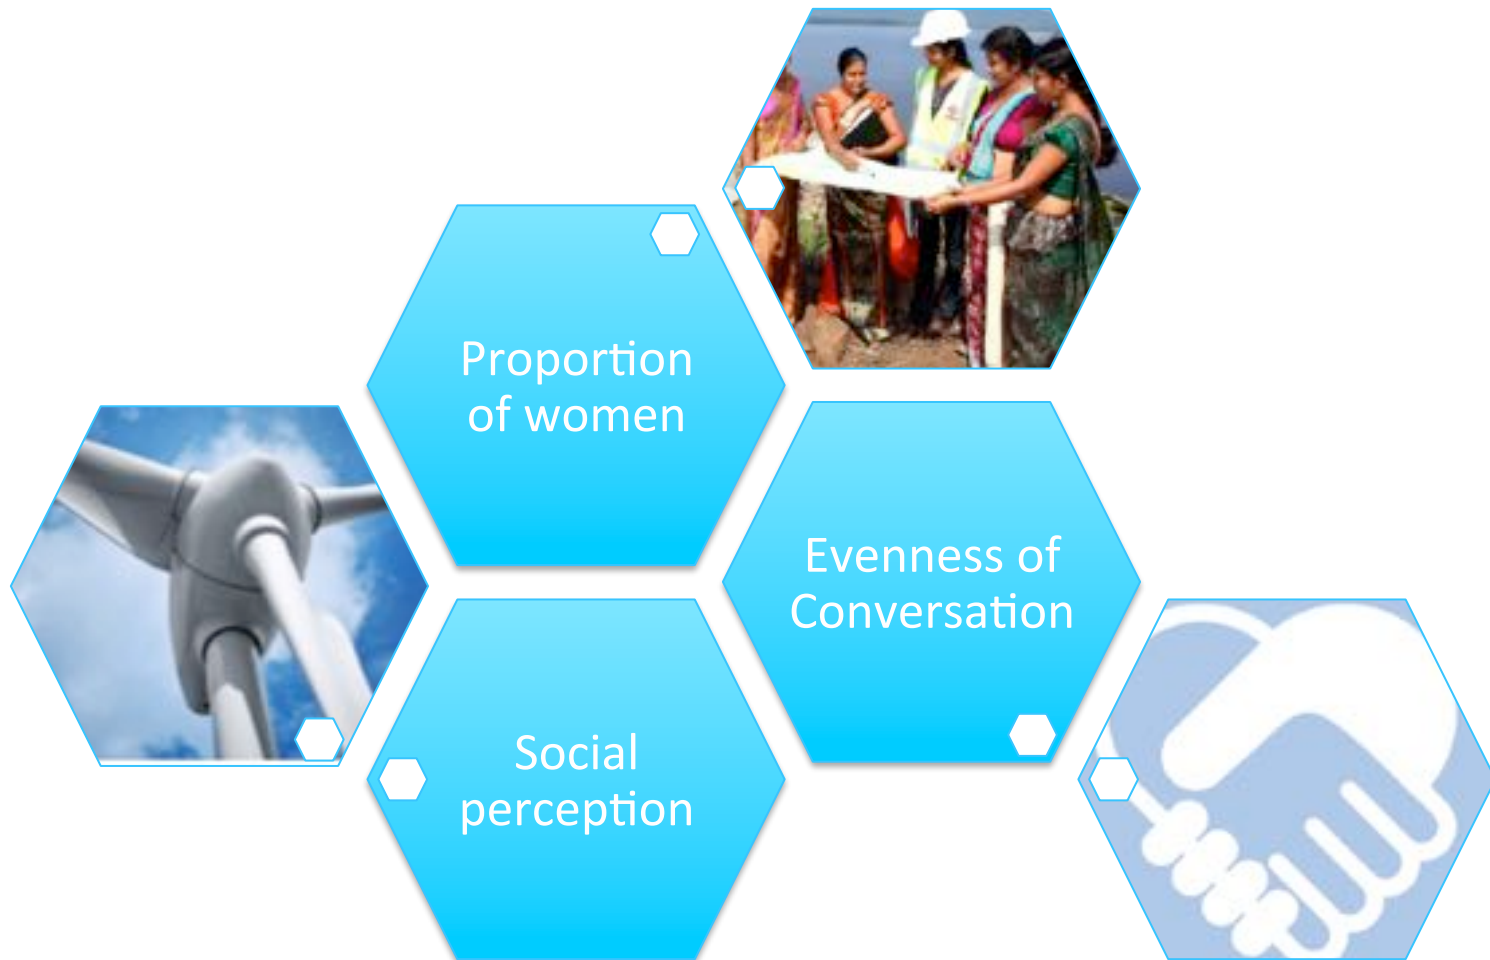 Proportion
of women
Evenness of
Conversation
Social
perception